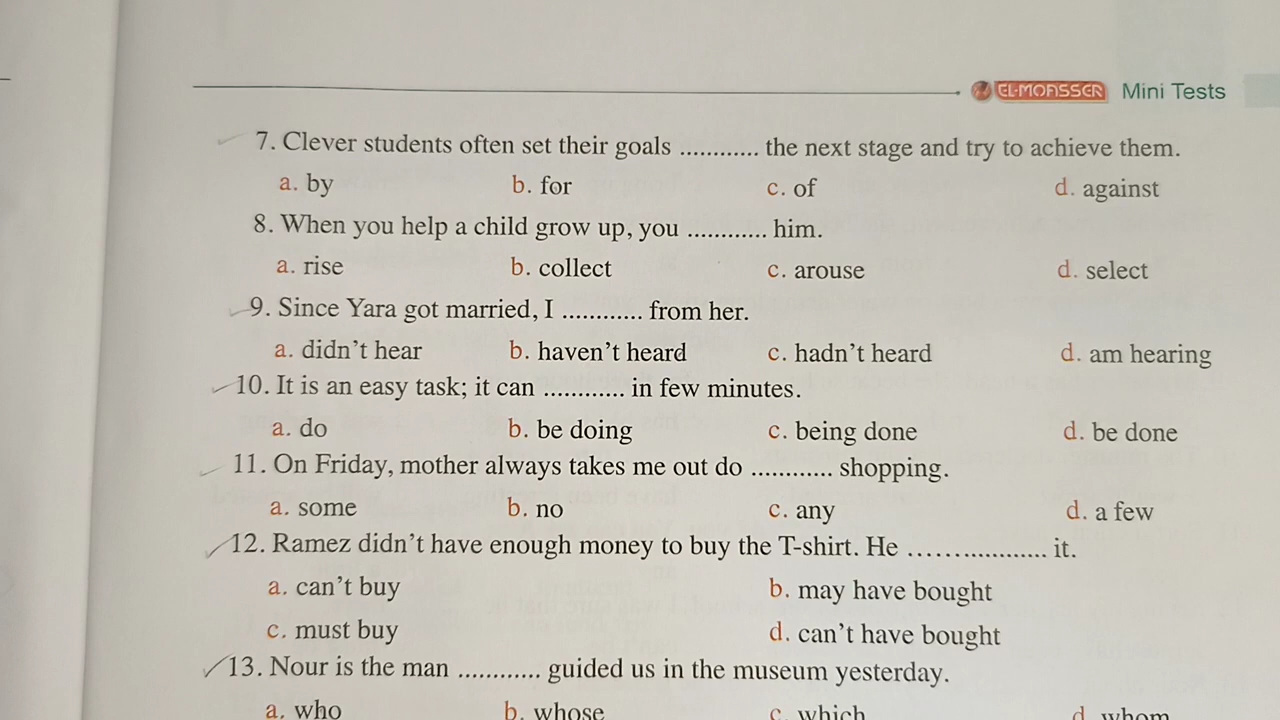 EL-MOASSER Mini Tests
7. Clever students often set their goals ............ the next stage and try to achieve them.
a. by b. for c. of d. against
8. When you help a child grow up, you ............ him.
a. rise b. collect c. arouse d. select
9. Since Yara got married, I ............ from her.
a. didn't hear b. haven't heard c. hadn't heard d. am hearing
10. It is an easy task; it can ............ in few minutes.
a. do b. be doing c. being done d. be done
11. On Friday, mother always takes me out do ............ shopping.
a. some b. no c. any d. a few
12. Ramez didn't have enough money to buy the T-shirt. He .................... it.
a. can't buy b. may have bought
c. must buy d. can't have bought
13. Nour is the man ............ guided us in the museum yesterday.
a. who b. whose c. which d. whom